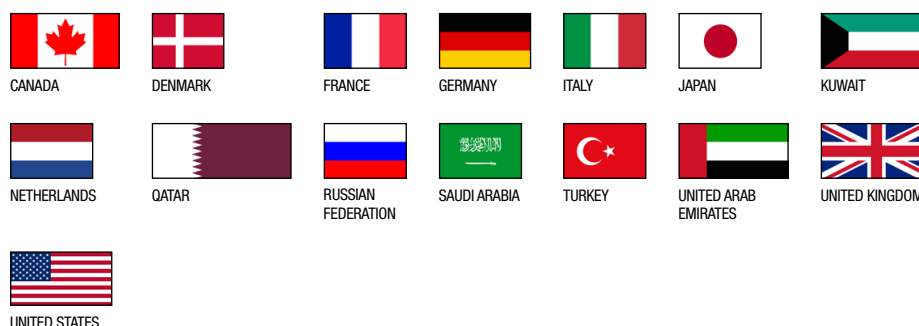 CANADA
DENMARK
FRANCE
GERMANY
ITALY
JAPAN
KUWAIT
NETHERLANDS
QATAR
RUSSIAN
FEDERATION
SAUDI ARABIA
TURKEY
UNITED ARAB
EMIRATES
UNITED KINGDOM
UNITED STATES